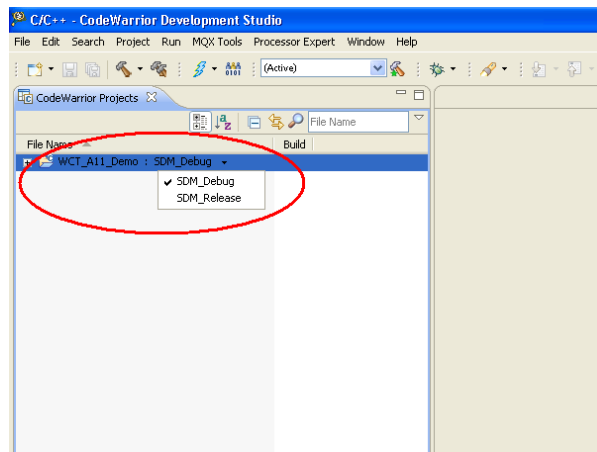 C/C++ - CodeWarrior Development Studio
File Edit Search Project Run MQX Tools Processor Expert Window Help
(Active)
CodeWarrior Projects
File Name
File Name Build
WCT_A11_Demo : SDM_Debug
SDM_Debug
SDM_Release